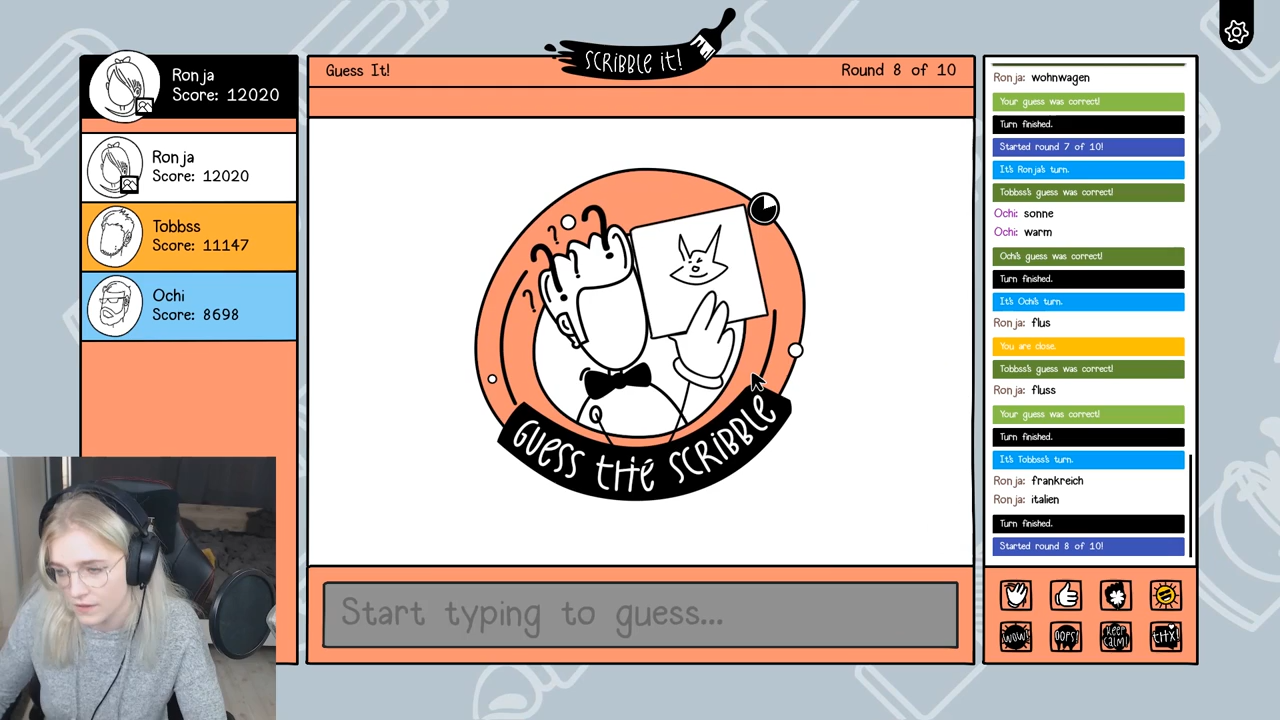 SCRiBBLE iT!
Ronja
Score: 12020
Ronja
Score: 12020
Tobbss
Score: 11147
Ochi
Score: 8698
Guess It!
Round 8 of 10
GUESS THE SCRIBBLE
Start typing to guess...
Ronja: wohnwagen
Your guess was correct!
Turn finished.
Started round 7 of 10!
It's Ronja's turn.
Tobbss's guess was correct!
Ochi: sonne
Ochi: warm
Ochi's guess was correct!
Turn finished.
It's Ochi's turn.
Ronja: flus
You are close.
Tobbss's guess was correct!
Ronja: fluss
Your guess was correct!
Turn finished.
It's Tobbss's turn.
Ronja: frankreich
Ronja: italien
Turn finished.
Started round 8 of 10!
WOW!
OOPS!
KEEP CALM!
tHX!